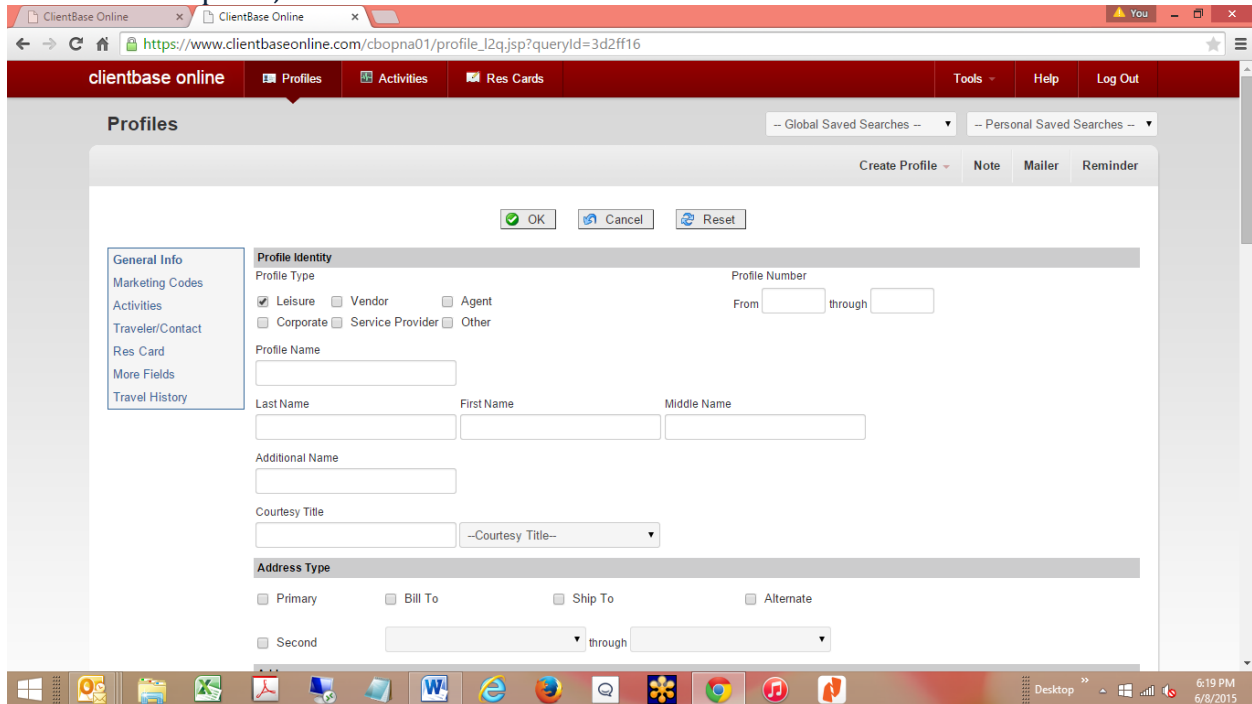 ClientBase Online × ClientBase Online × You
https://www.clientbaseonline.com/cbopna01/profile_l2q.jsp?queryId=3d2ff16
clientbase online Profiles Activities Res Cards Tools Help Log Out
Profiles -- Global Saved Searches -- -- Personal Saved Searches --
Create Profile Note Mailer Reminder
OK Cancel Reset
General Info
Marketing Codes
Activities
Traveler/Contact
Res Card
More Fields
Travel History
Profile Identity
Profile Type Profile Number
Leisure Vendor Agent From through
Corporate Service Provider Other
Profile Name
Last Name First Name Middle Name
Additional Name
Courtesy Title
--Courtesy Title--
Address Type
Primary Bill To Ship To Alternate
Second through
Desktop 6:19 PM
6/8/2015